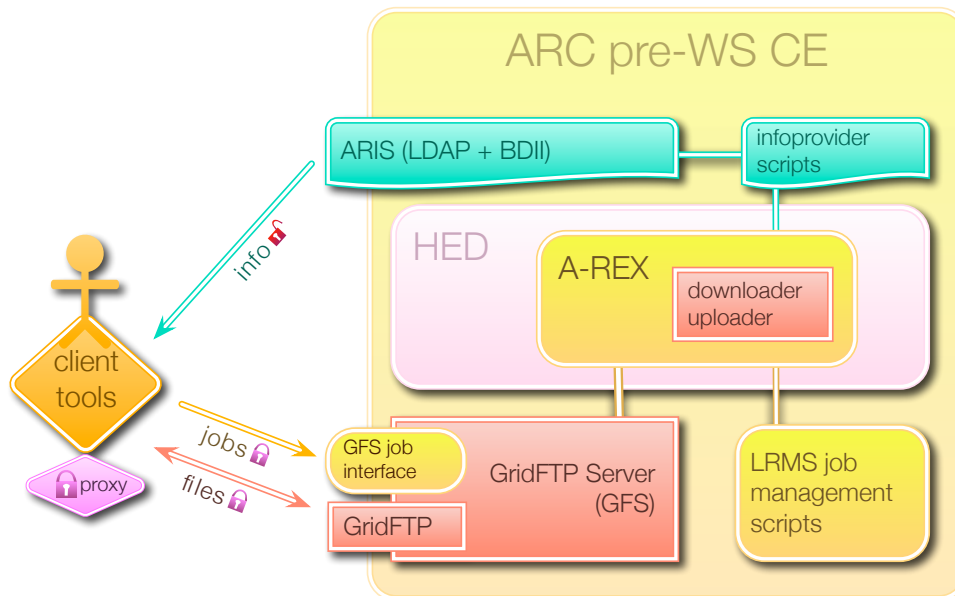 ARC pre-WS CE
ARIS (LDAP + BDII)
infoprovider
scripts
info
HED
A-REX
downloader
uploader
client
tools
proxy
jobs
files
GFS job
interface
GridFTP
GridFTP Server
(GFS)
LRMS job
management
scripts